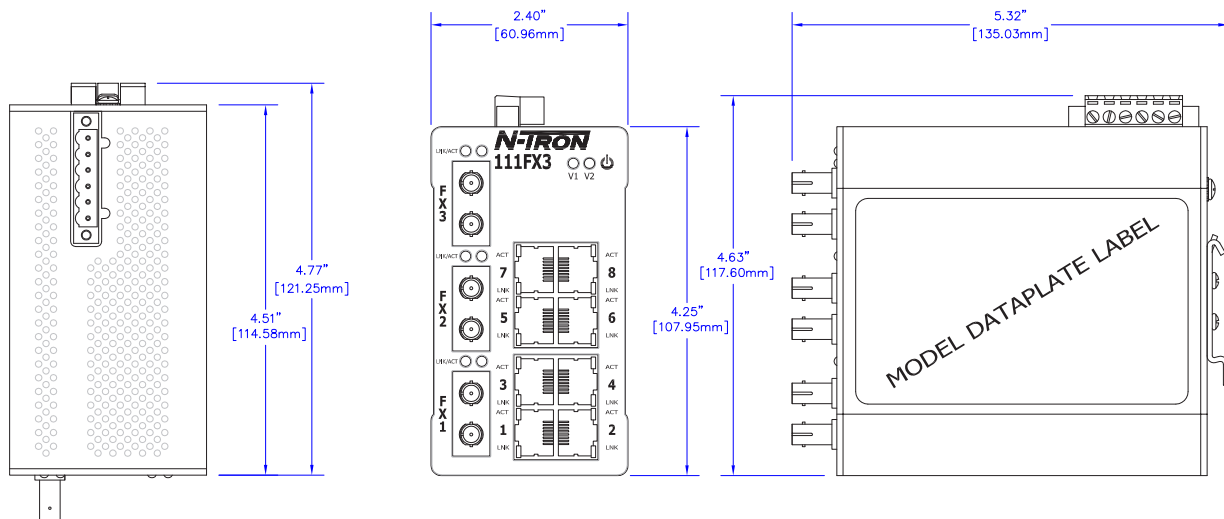 4.77"
[121.25mm]
4.51"
[114.58mm]
2.40"
[60.96mm]
N-TRON
111FX3
V1 V2
LNK/ACT
FX3
LNK/ACT
FX2
LNK/ACT
FX1
ACT ACT
7 8
LNK LNK
ACT ACT
5 6
LNK LNK
ACT ACT
3 4
LNK LNK
ACT ACT
1 2
LNK LNK
4.25"
[107.95mm]
4.63"
[117.60mm]
5.32"
[135.03mm]
MODEL DATAPLATE LABEL